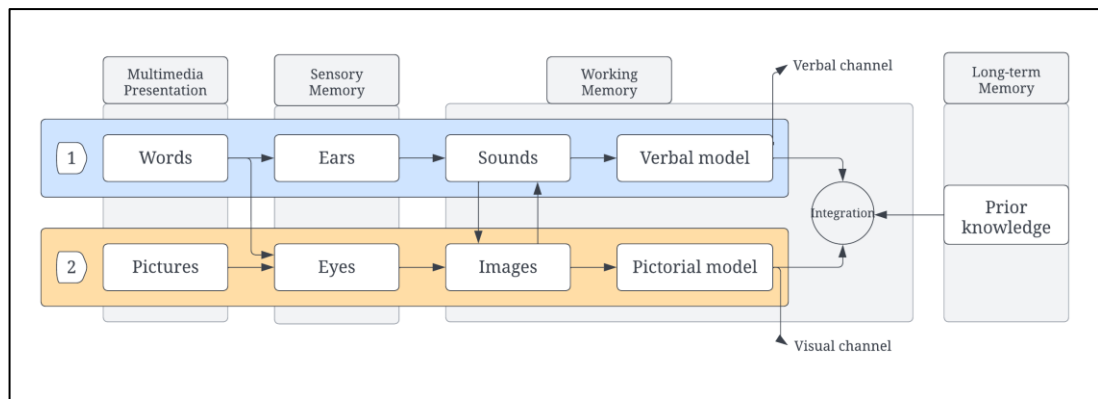 Multimedia
Presentation
Sensory
Memory
Working
Memory
Verbal channel
Long-term
Memory
1
Words
Ears
Sounds
Verbal model
Integration
Prior
knowledge
2
Pictures
Eyes
Images
Pictorial model
Visual channel